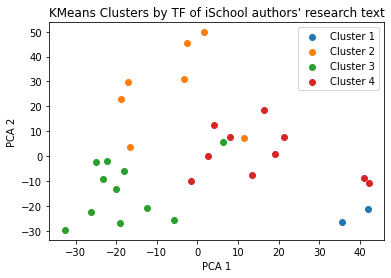 KMeans Clusters by TF of iSchool authors' research text
50
40
30
20
10
0
−10
−20
−30
PCA 2
Cluster 1
Cluster 2
Cluster 3
Cluster 4
−30 −20 −10 0 10 20 30 40
PCA 1